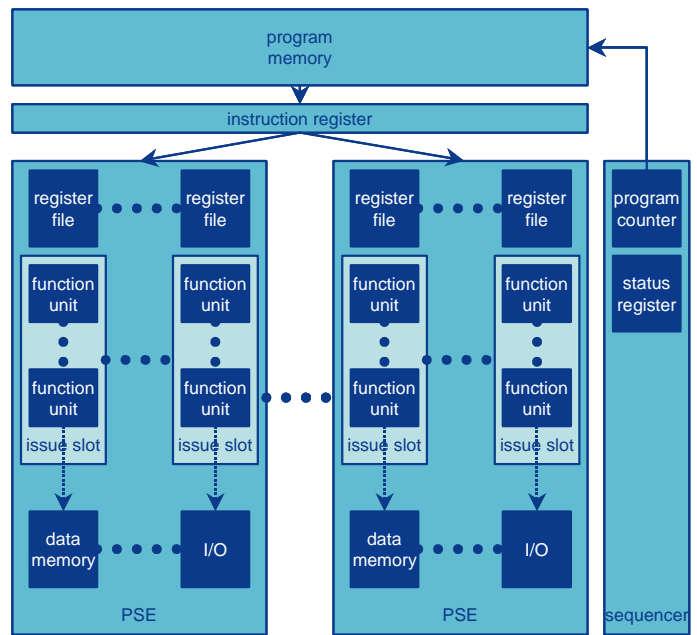 program
memory
instruction register
register
file
register
file
register
file
register
file
program
counter
function
unit
function
unit
function
unit
function
unit
status
register
function
unit
function
unit
function
unit
function
unit
issue slot
issue slot
issue slot
issue slot
data
memory
I/O
data
memory
I/O
PSE
PSE
sequencer